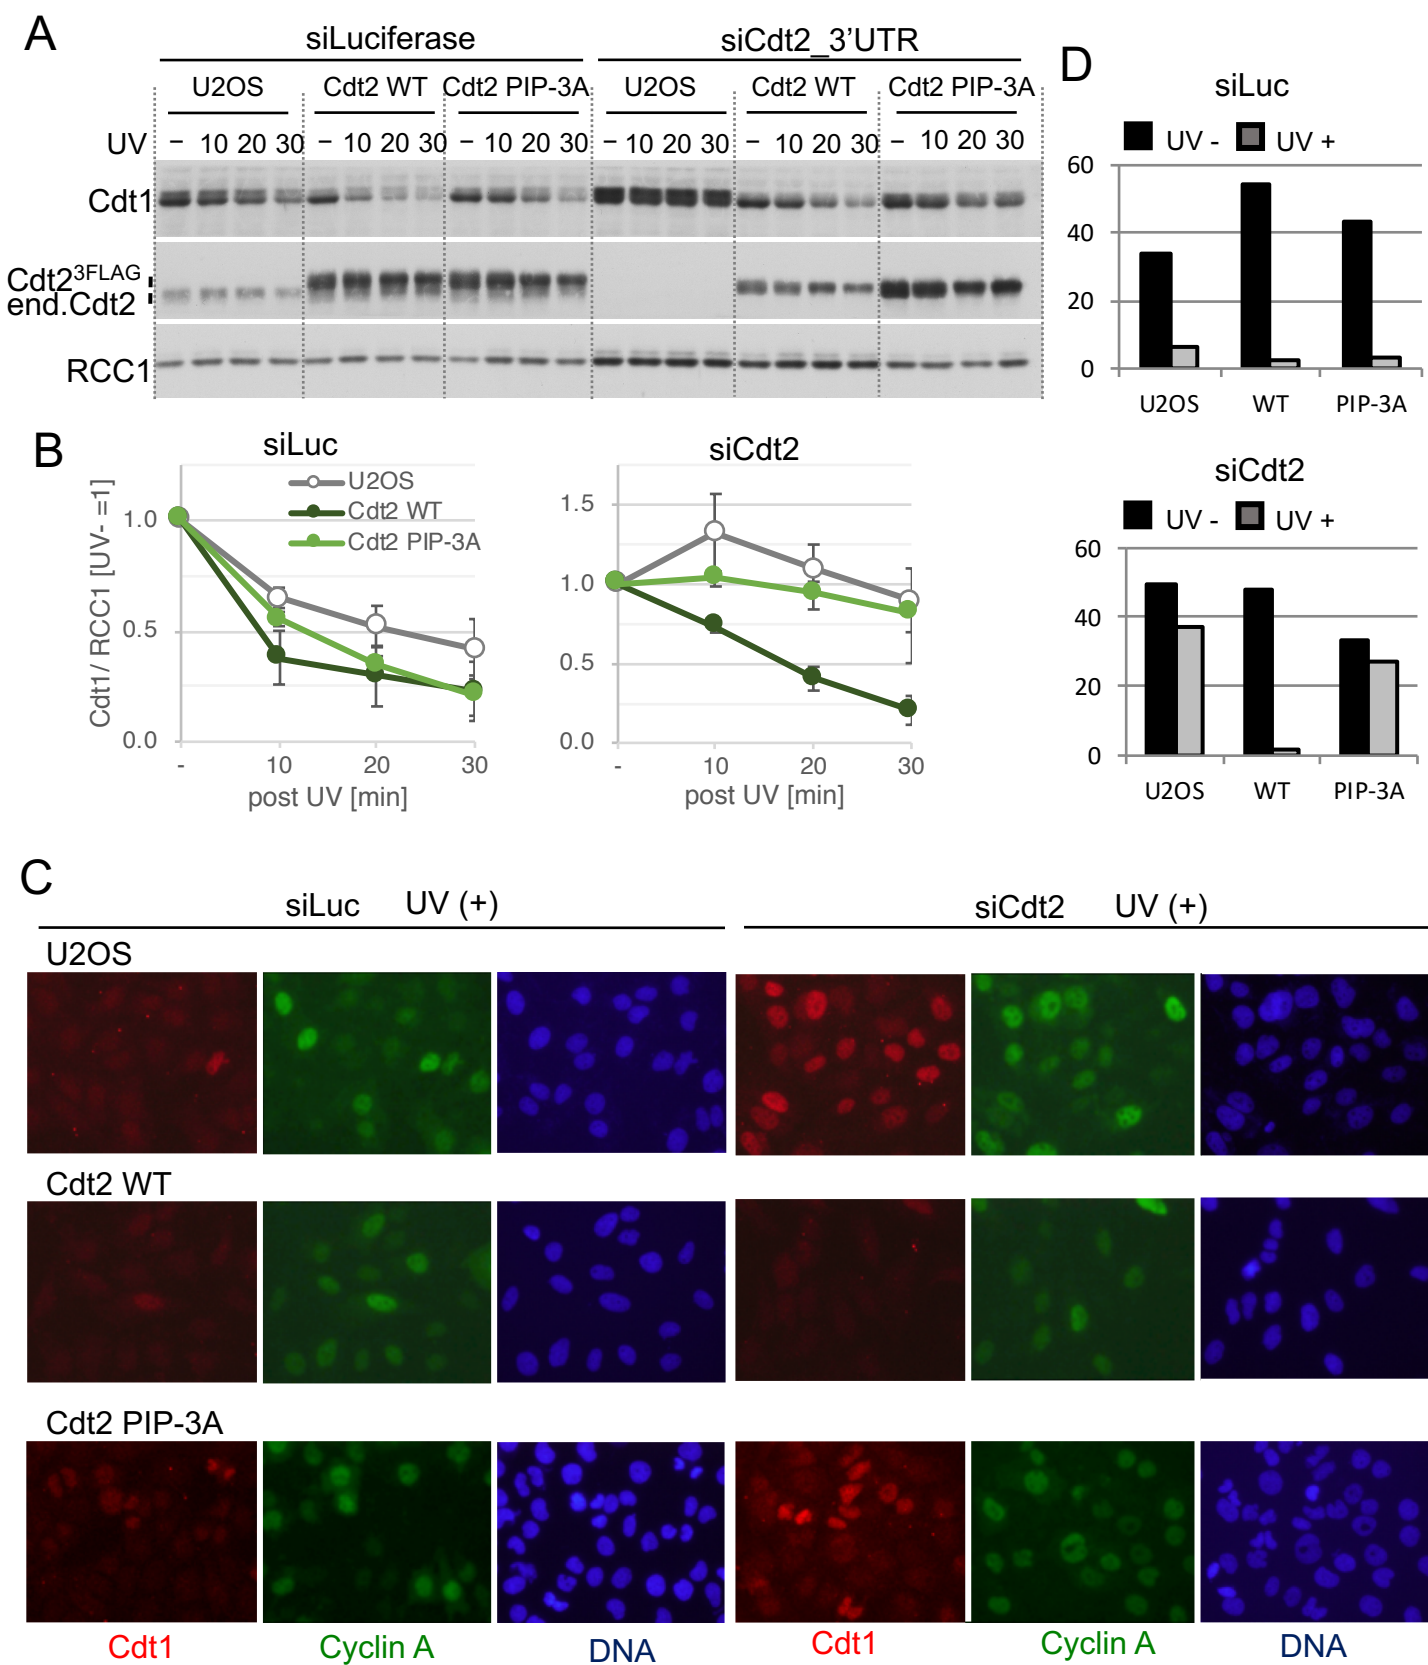 A
siLuciferase
siCdt2_3'UTR
U2OS
Cdt2 WT
Cdt2 PIP-3A
U2OS
Cdt2 WT
Cdt2 PIP-3A
UV
– 10 20 30 – 10 20 30 – 10 20 30 – 10 20 30 – 10 20 30 – 10 20 30
Cdt1
Cdt23FLAG
end.Cdt2
RCC1
D
siLuc
UV - UV +
60
40
20
0
U2OS WT PIP-3A
siCdt2
UV - UV +
60
40
20
0
U2OS WT PIP-3A
B
siLuc
U2OS
Cdt2 WT
Cdt2 PIP-3A
Cdt1/ RCC1 [UV- =1]
1.0
0.5
0.0
- 10 20 30
post UV [min]
siCdt2
1.5
1.0
0.5
0.0
- 10 20 30
post UV [min]
C
siLuc UV (+)
siCdt2 UV (+)
U2OS
Cdt2 WT
Cdt2 PIP-3A
Cdt1 Cyclin A DNA Cdt1 Cyclin A DNA